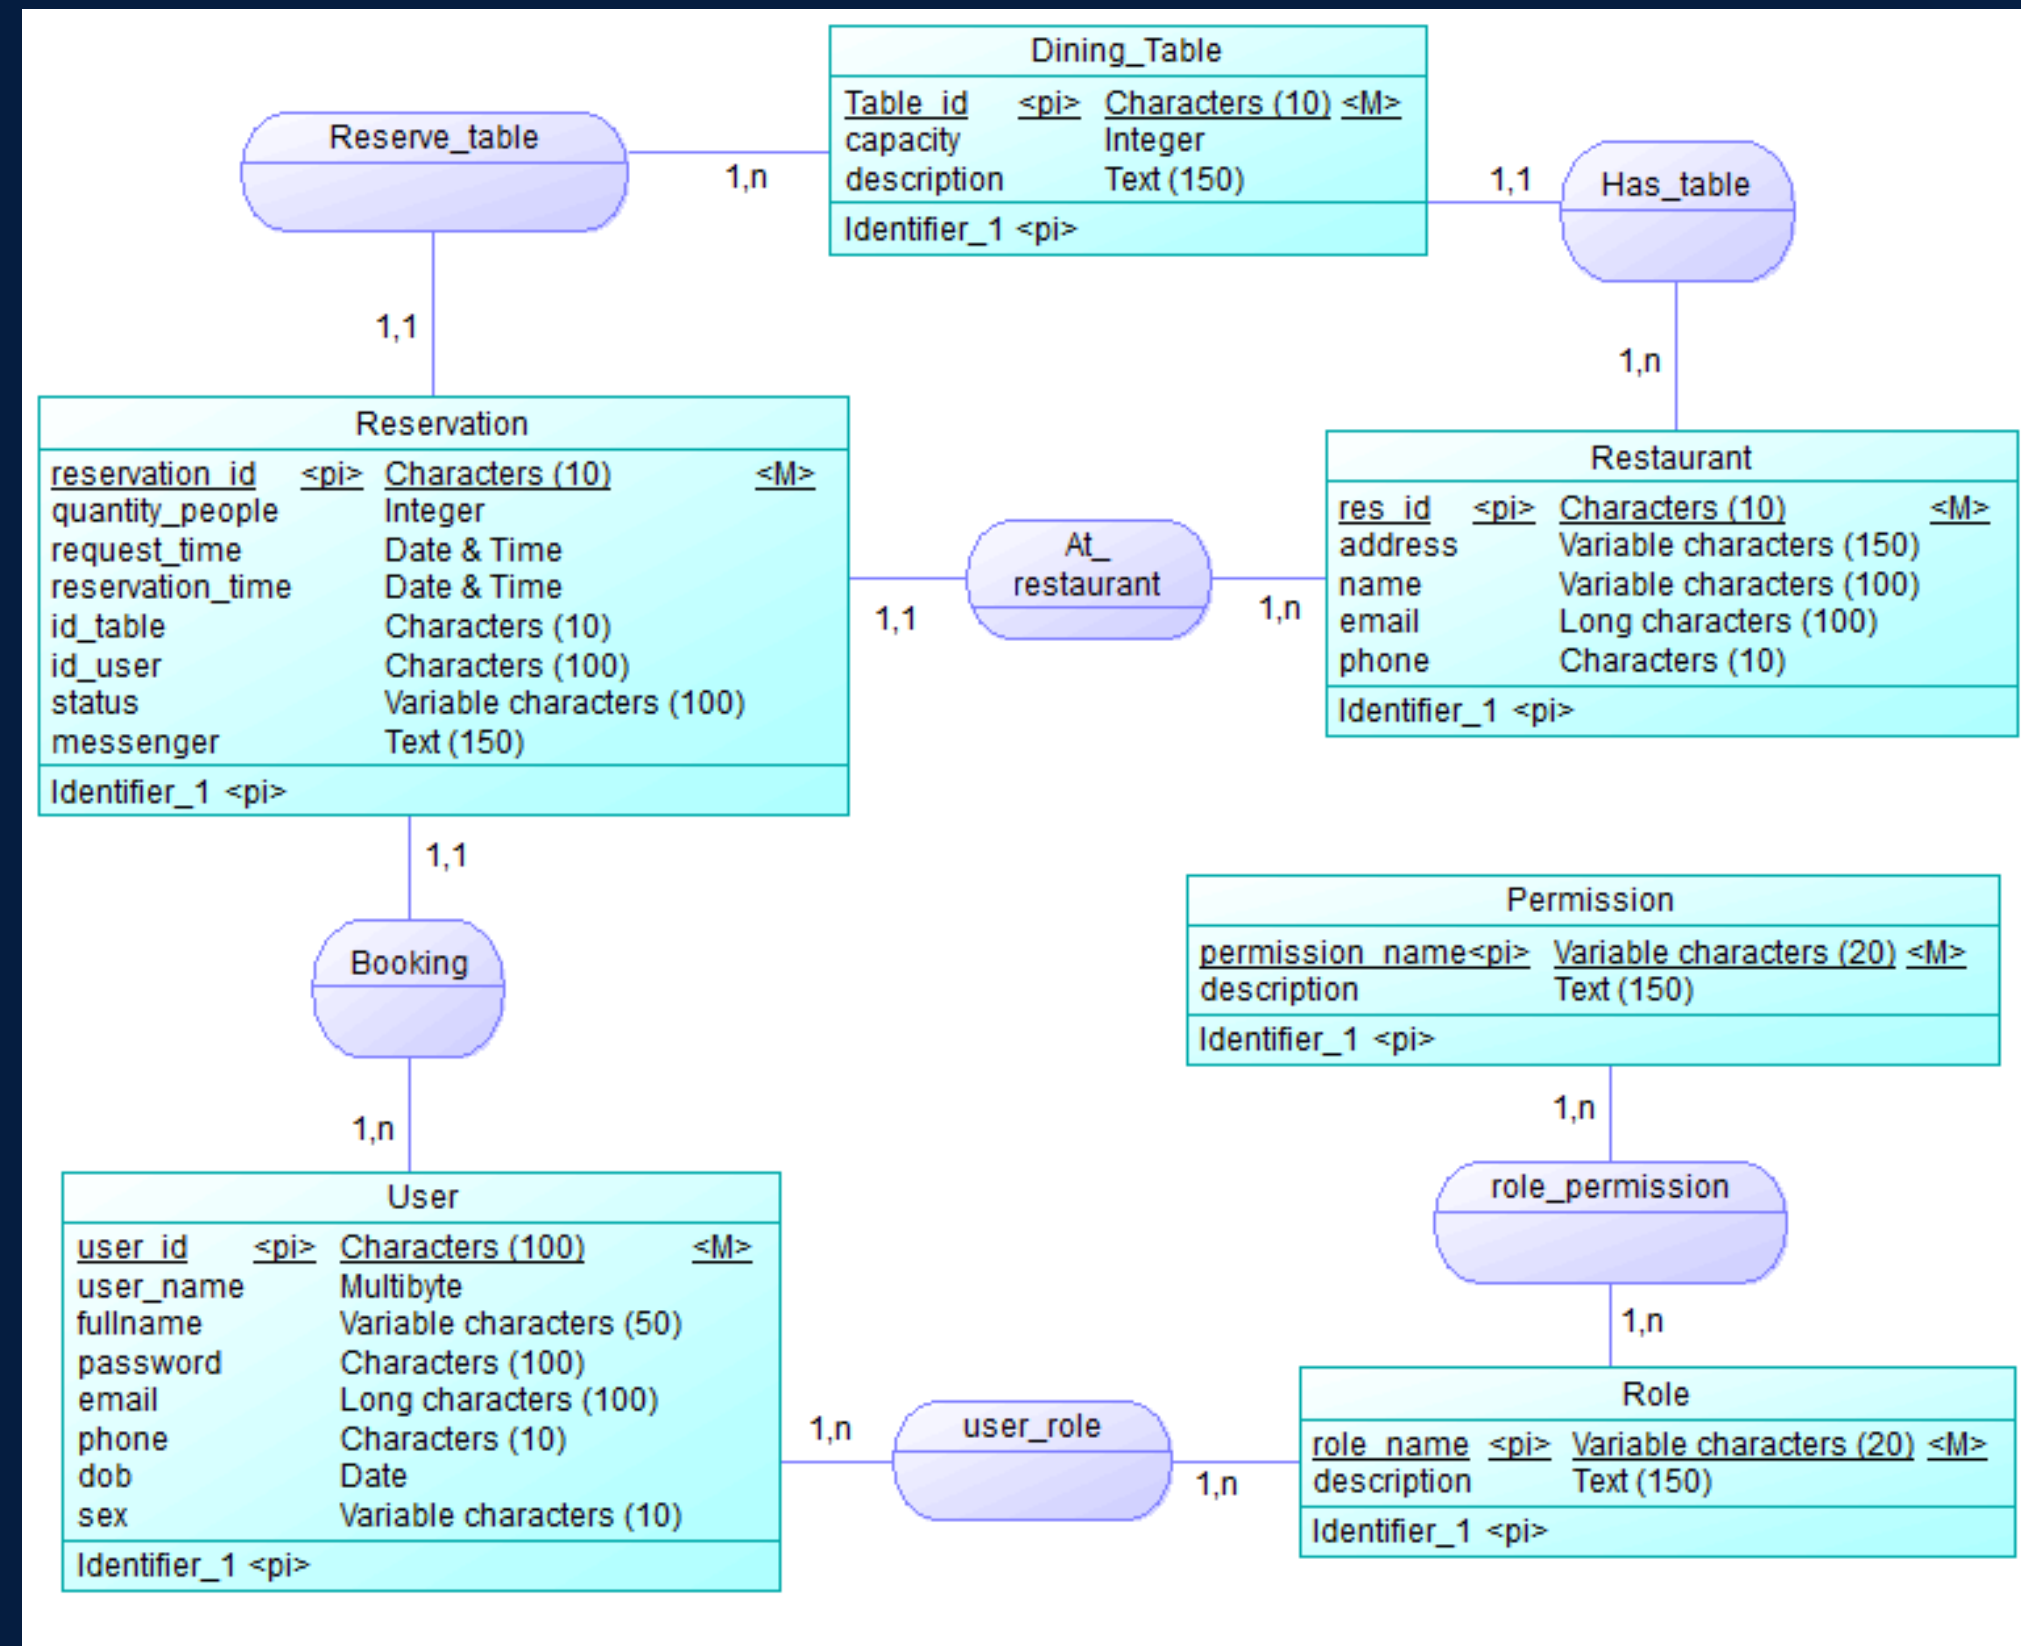 Dining_Table
Table_id <pi> Characters (10) <M>
capacity Integer
description Text (150)
Identifier_1 <pi>
Reserve_table
1,n
1,1
Has_table
1,1
1,n
Reservation
reservation_id <pi> Characters (10) <M>
quantity_people Integer
request_time Date & Time
reservation_time Date & Time
id_table Characters (10)
id_user Characters (100)
status Variable characters (100)
messenger Text (150)
Identifier_1 <pi>
At_
restaurant
1,1
1,n
Restaurant
res_id <pi> Characters (10) <M>
address Variable characters (150)
name Variable characters (100)
email Long characters (100)
phone Characters (10)
Identifier_1 <pi>
1,1
Booking
1,n
Permission
permission_name<pi> Variable characters (20) <M>
description Text (150)
Identifier_1 <pi>
1,n
role_permission
1,n
User
user_id <pi> Characters (100) <M>
user_name Multibyte
fullname Variable characters (50)
password Characters (100)
email Long characters (100)
phone Characters (10)
dob Date
sex Variable characters (10)
Identifier_1 <pi>
1,n
user_role
1,n
Role
role_name <pi> Variable characters (20) <M>
description Text (150)
Identifier_1 <pi>